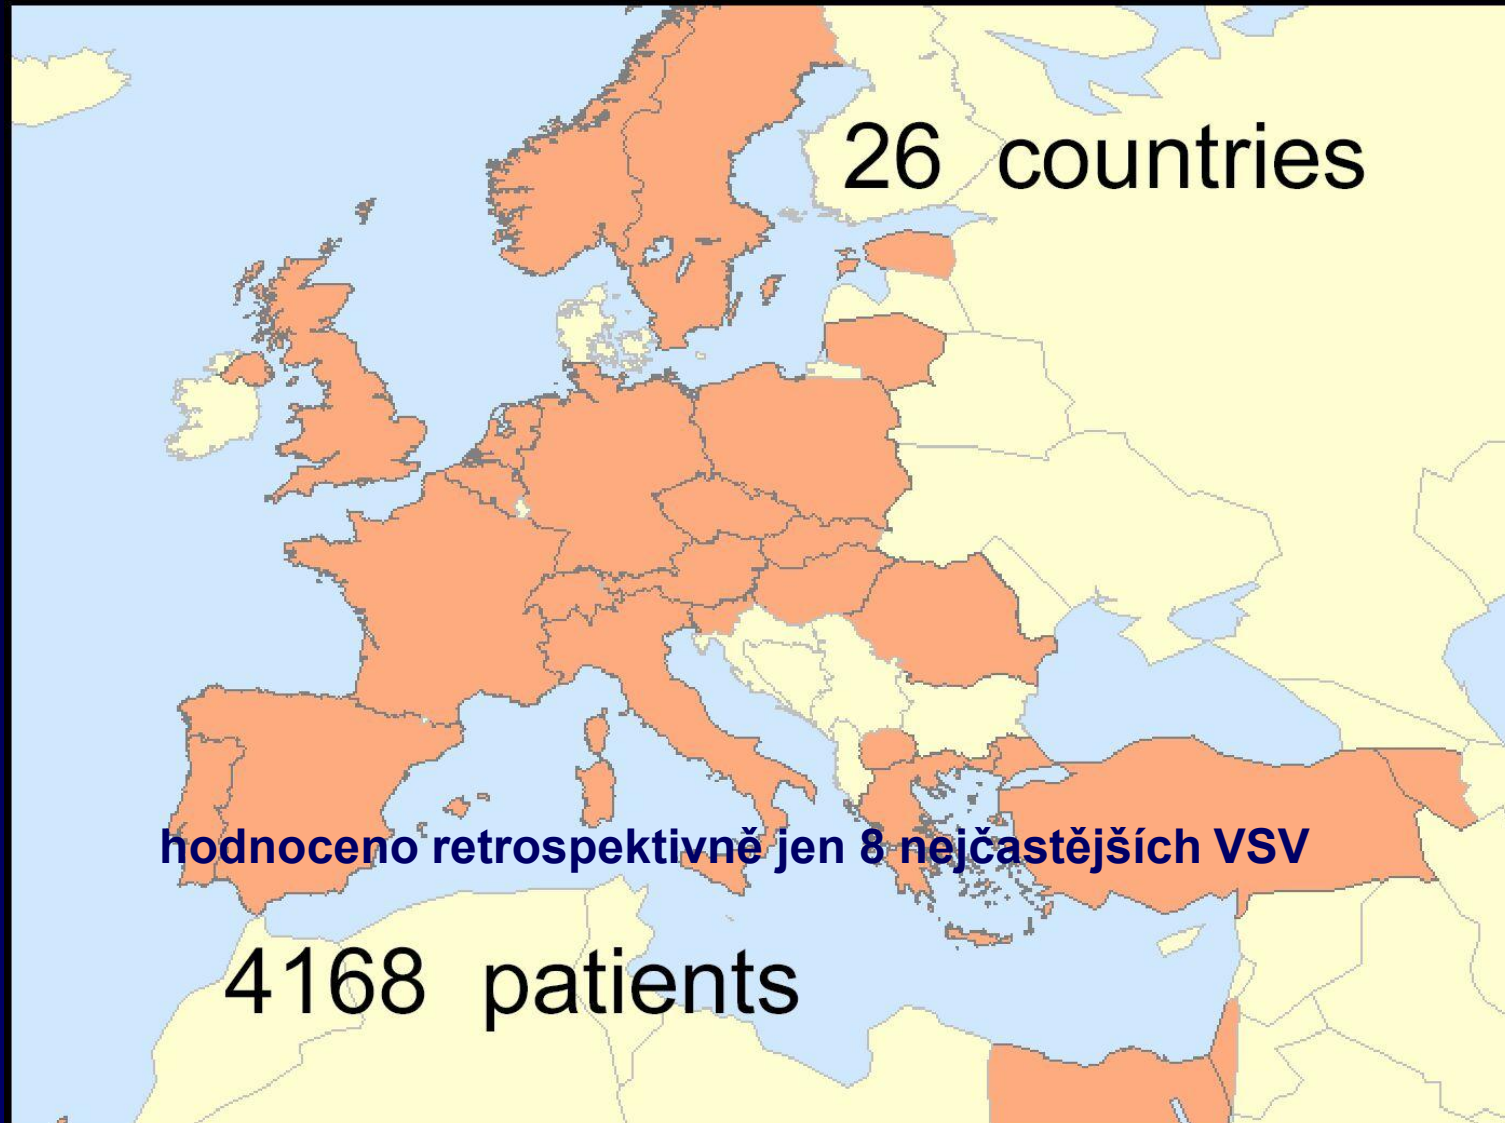 26 countries
hodnoceno retrospektivně jen 8 nejčastějších VSV
4168 patients